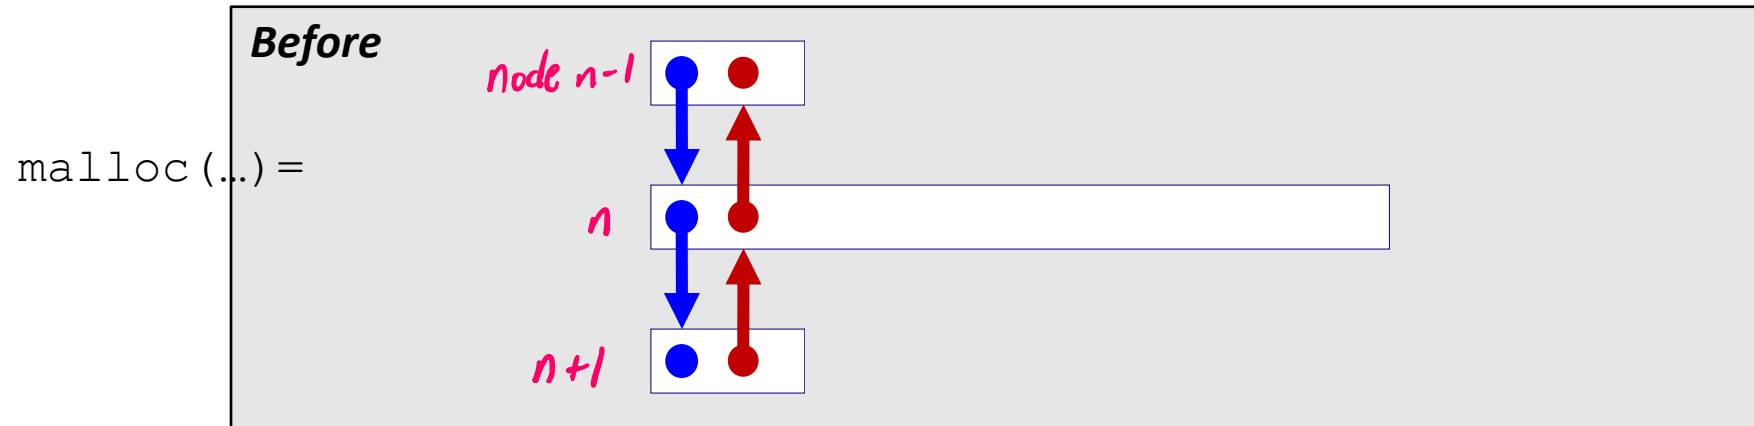 Before
node n-1
malloc(…)=
n
n+1